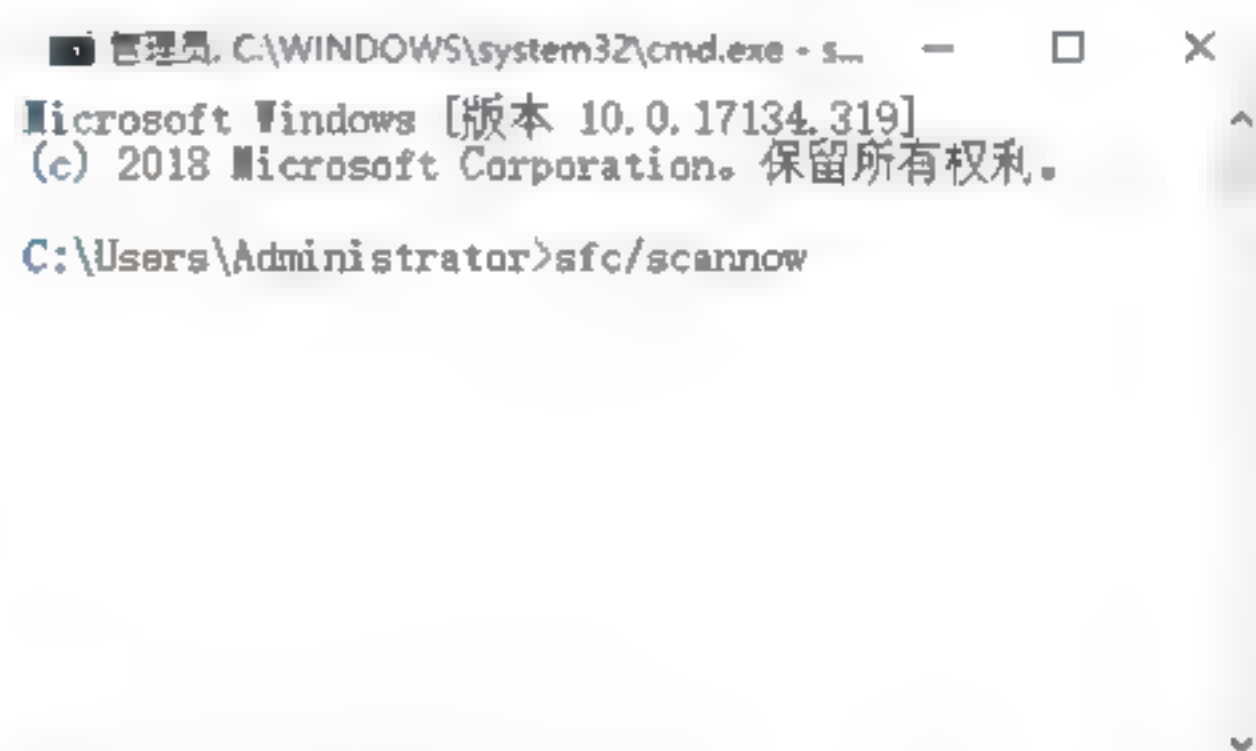 管理员: C:\WINDOWS\system32\cmd.exe - s...
Microsoft Windows [版本 10.0.17134.319]
(c) 2018 Microsoft Corporation。保留所有权利。
C:\Users\Administrator>sfc/scannow